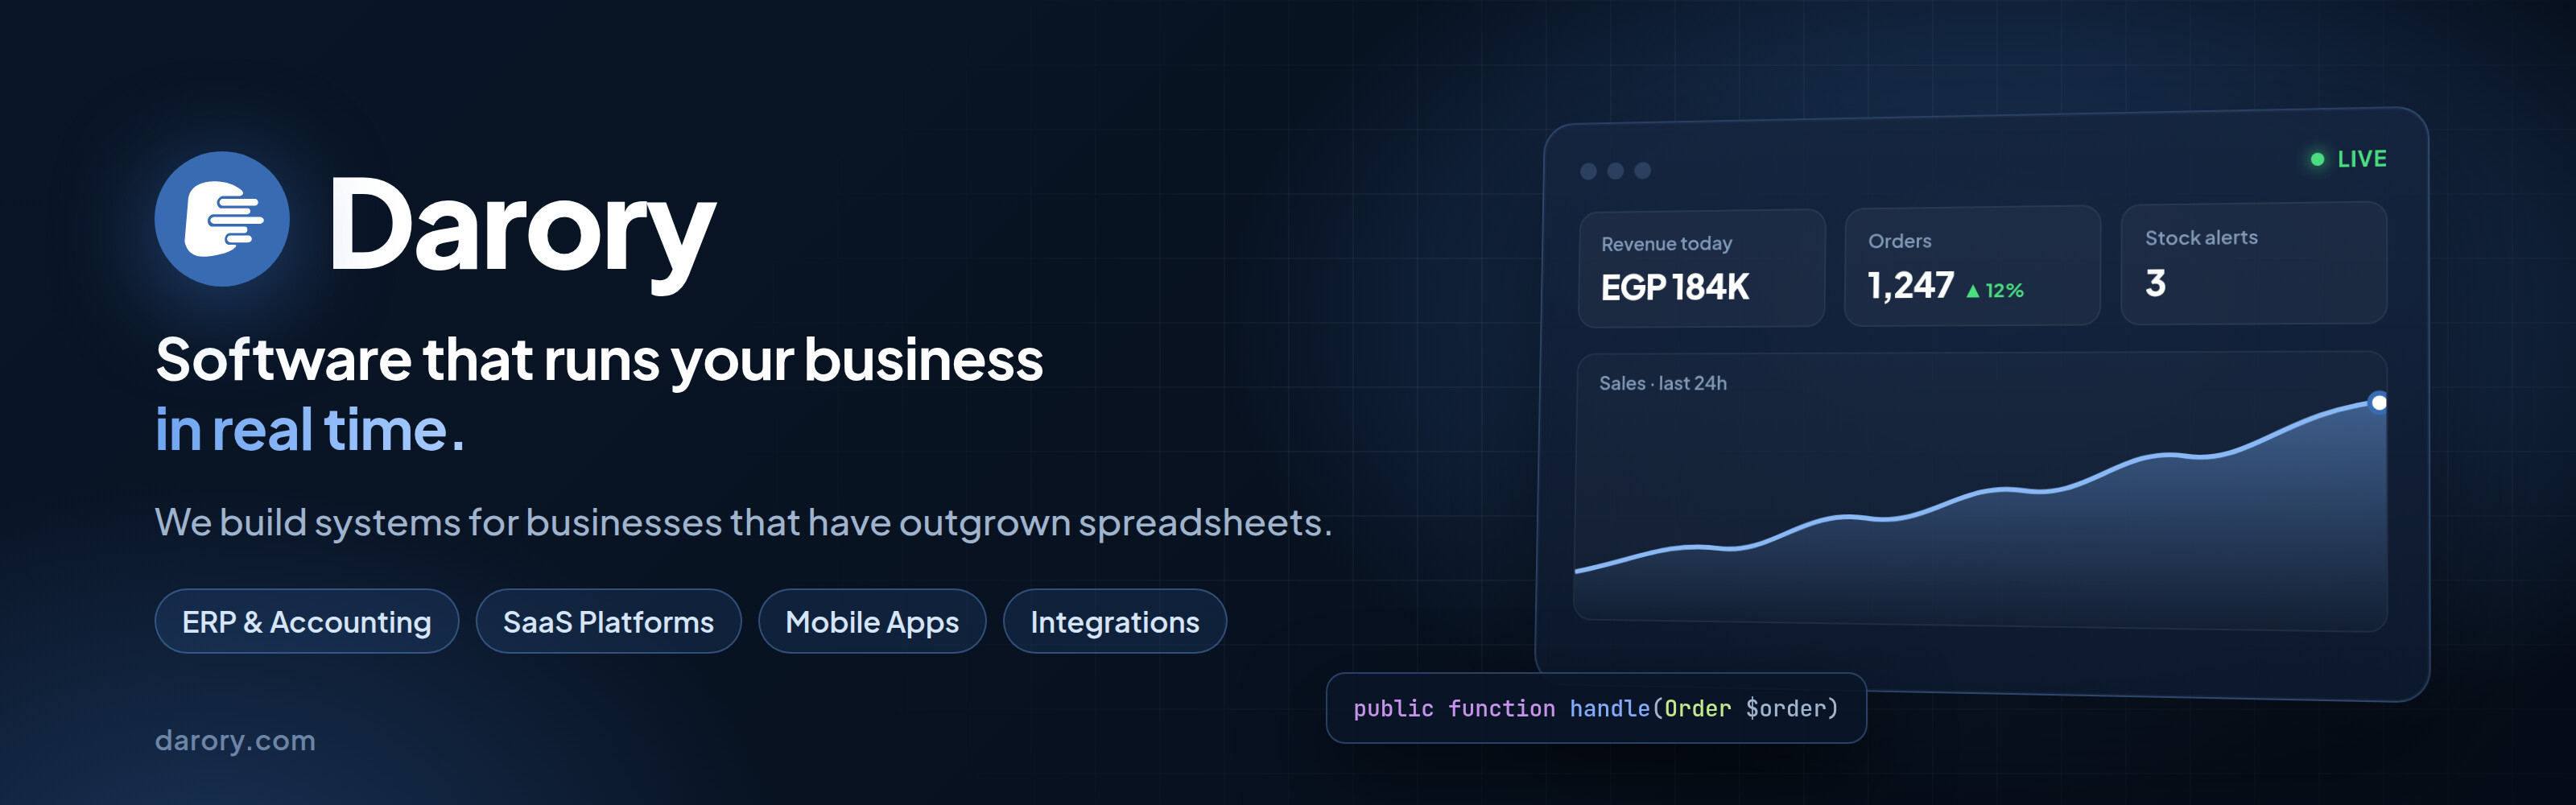 Darory
Software that runs your business
in real time.
We build systems for businesses that have outgrown spreadsheets.
ERP & Accounting
SaaS Platforms
Mobile Apps
Integrations
darory.com
LIVE
Revenue today
EGP 184K
Orders
1,247 ▲ 12%
Stock alerts
3
Sales · last 24h
public function handle(Order $order)